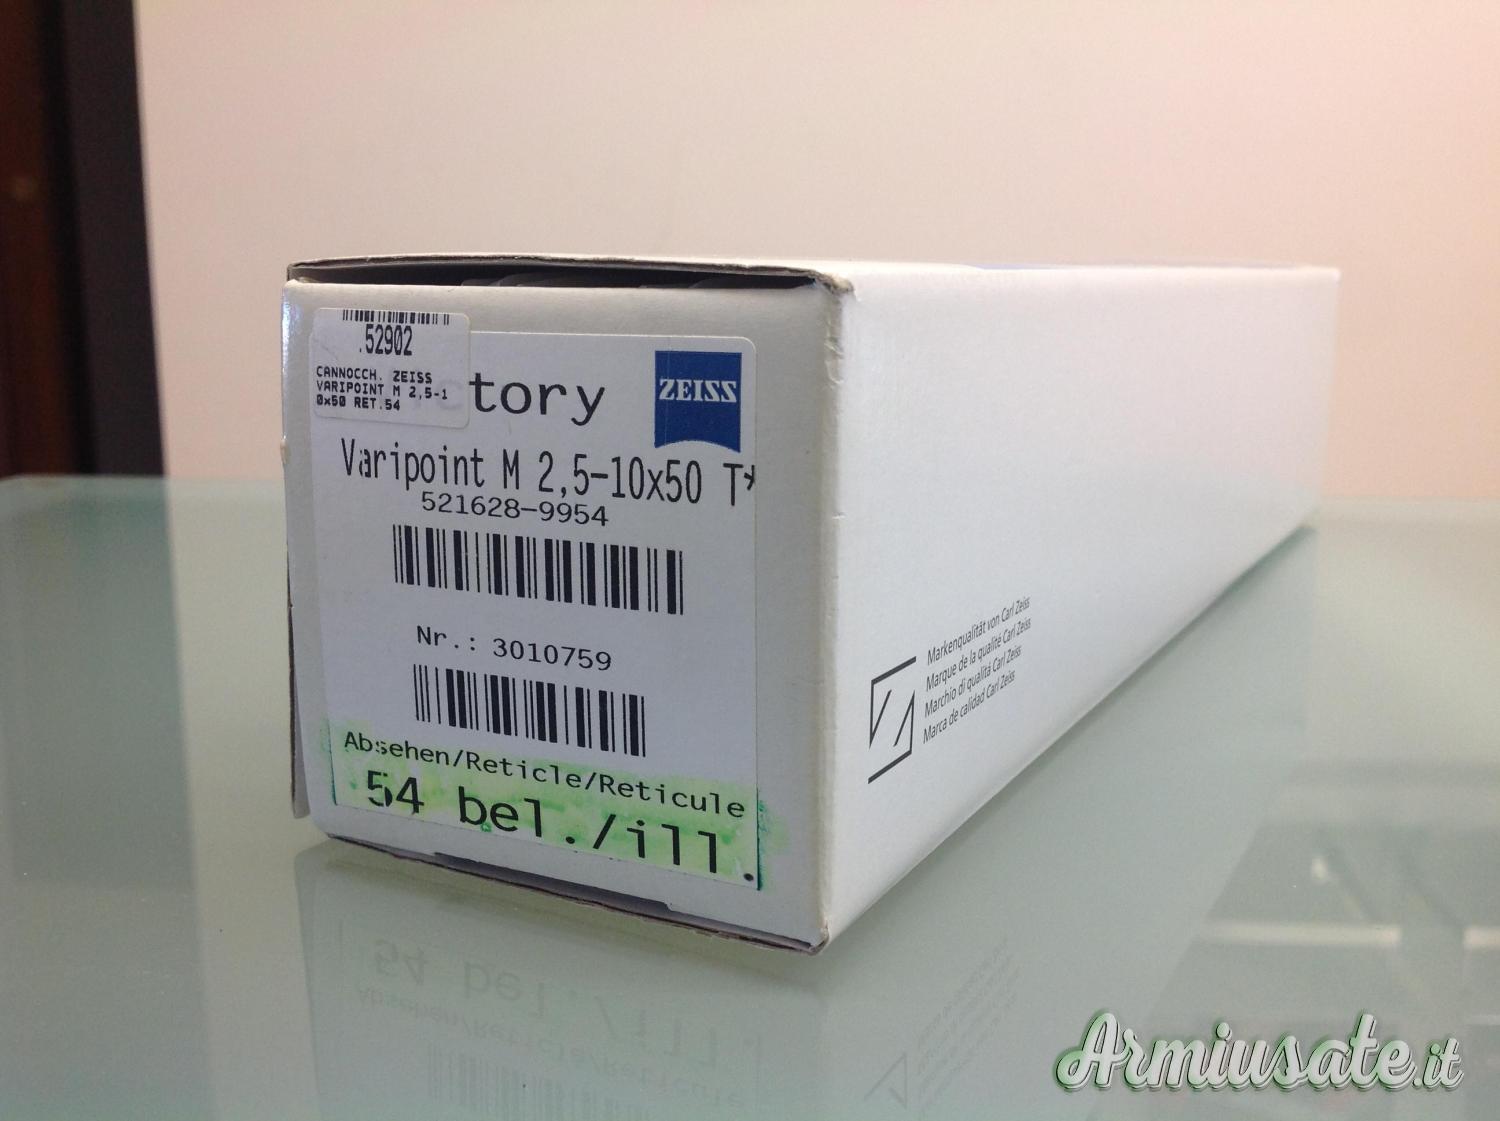 .52902
CANNOCCH. ZEISS
VARIPOINT M 2,5-1
0x50 RET.54
ctory
ZEISS
Varipoint M 2,5-10x50 T*
521628-9954
Nr.: 3010759
Absehen/Reticle/Reticule
54 bel./ill.
Markenqualität von Carl Zeiss
Marque de la qualité Carl Zeiss
Marchio di qualitá Carl Zeiss
Marca de calidad Carl Zeiss
Armiusate.it